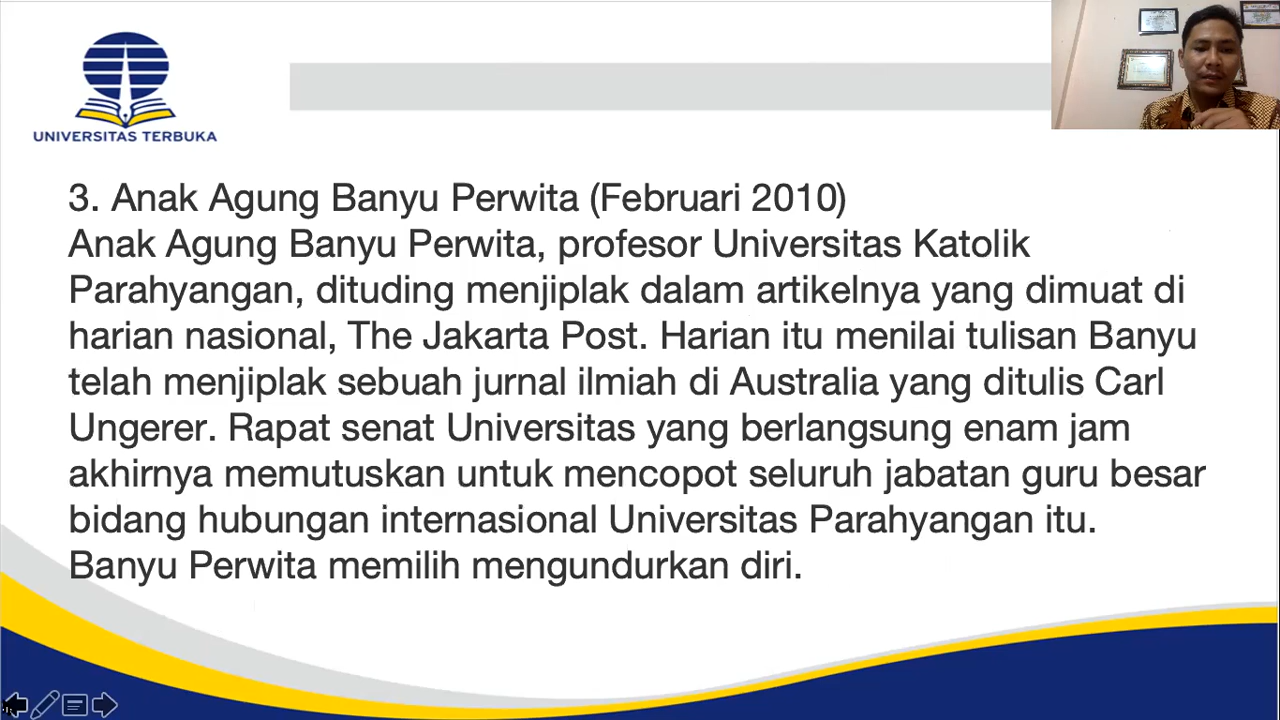 UNIVERSITAS TERBUKA
3. Anak Agung Banyu Perwita (Februari 2010)
Anak Agung Banyu Perwita, profesor Universitas Katolik
Parahyangan, dituding menjiplak dalam artikelnya yang dimuat di
harian nasional, The Jakarta Post. Harian itu menilai tulisan Banyu
telah menjiplak sebuah jurnal ilmiah di Australia yang ditulis Carl
Ungerer. Rapat senat Universitas yang berlangsung enam jam
akhirnya memutuskan untuk mencopot seluruh jabatan guru besar
bidang hubungan internasional Universitas Parahyangan itu.
Banyu Perwita memilih mengundurkan diri.